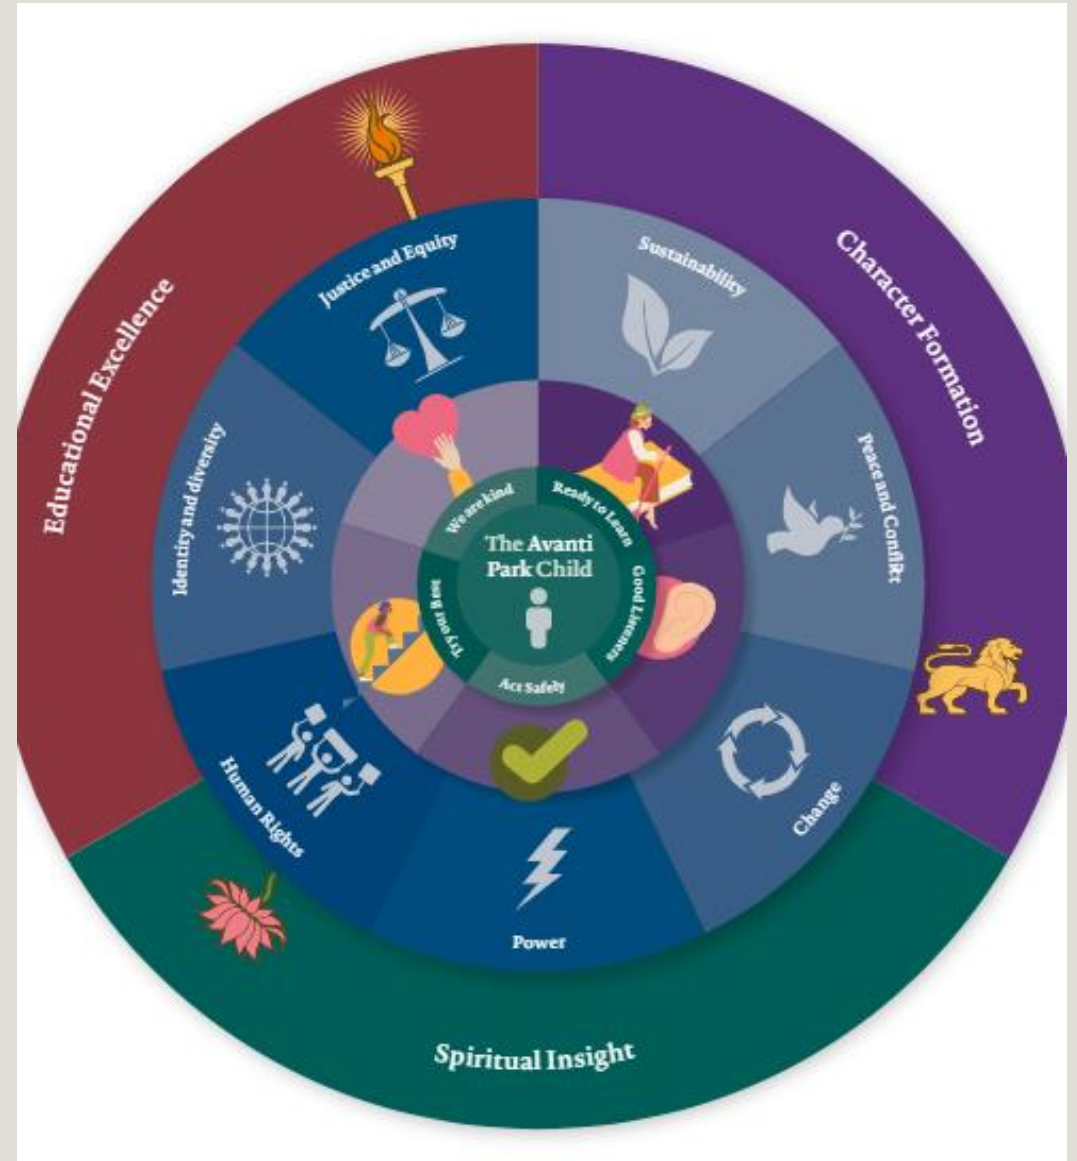 Educational Excellence
Character Formation
Spiritual Insight
Justice and Equity
Sustainability
Peace and Conflict
Change
Power
Human Rights
Identity and diversity
We are kind
Ready to Learn
Good Listeners
Act Safely
Try our Best
The Avanti
Park Child